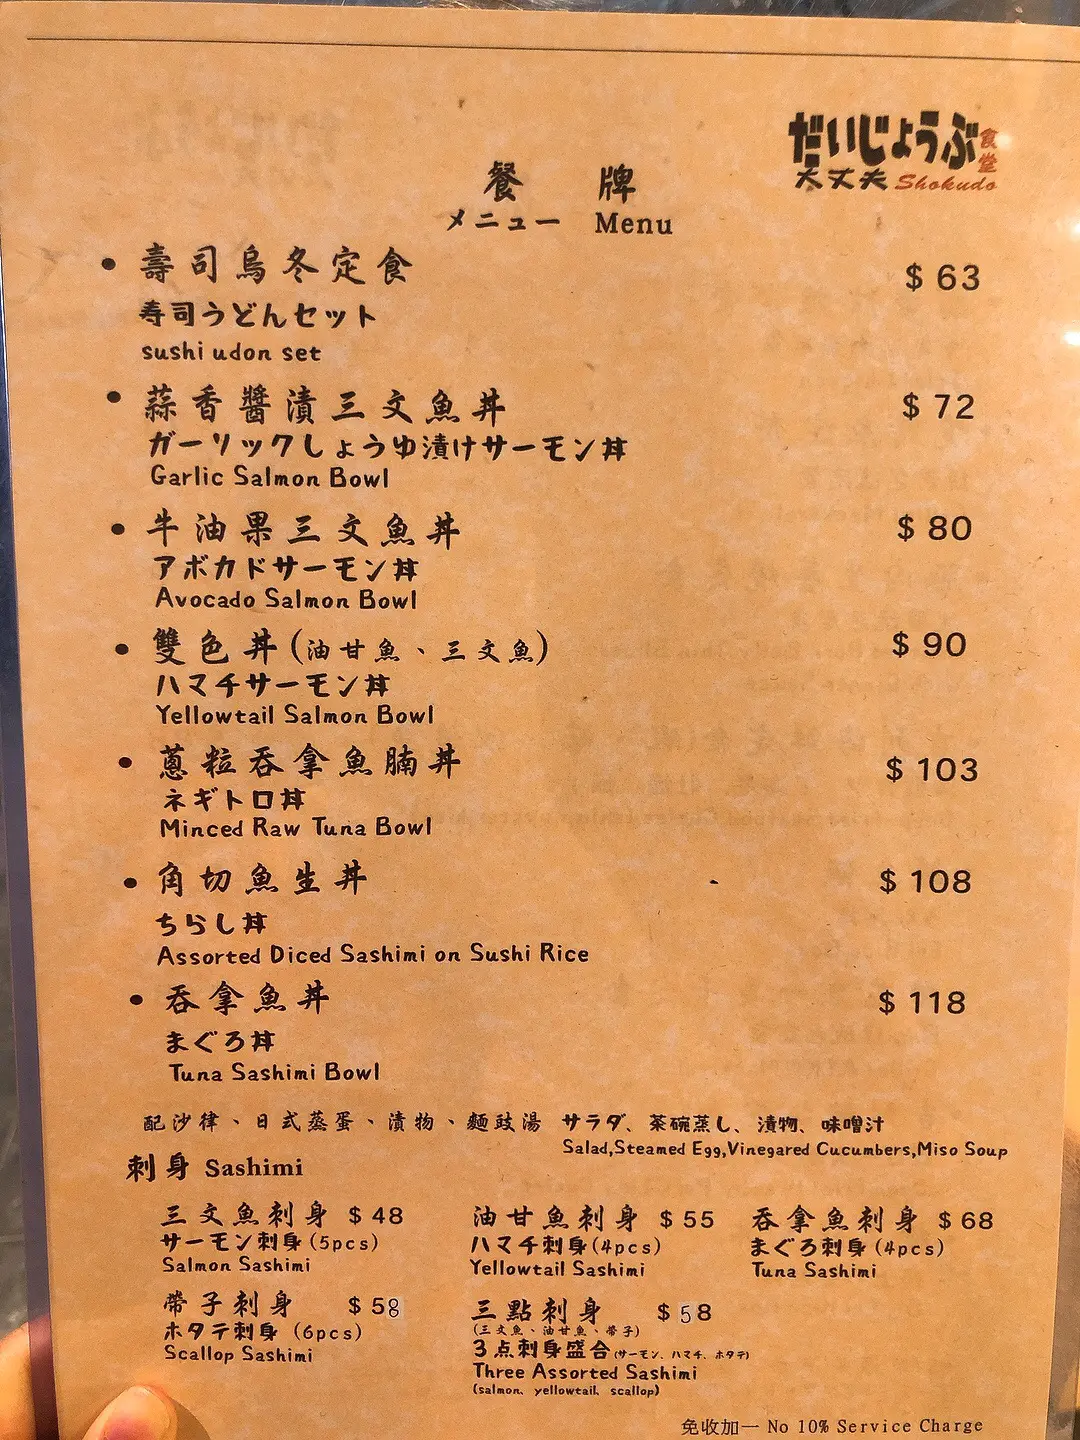 だいじょうぶ食堂
大丈夫 Shokudo
餐 牌
メニュー Menu
• 壽司烏冬定食 $ 63
寿司うどんセット
sushi udon set
• 蒜香醬漬三文魚丼 $ 72
ガーリックしょうゆ漬けサーモン丼
Garlic Salmon Bowl
• 牛油果三文魚丼 $ 80
アボカドサーモン丼
Avocado Salmon Bowl
• 雙色丼(油甘魚、三文魚) $ 90
ハマチサーモン丼
Yellowtail Salmon Bowl
• 蔥粒吞拿魚腩丼 $ 103
ネギトロ丼
Minced Raw Tuna Bowl
• 角切魚生丼 $ 108
ちらし丼
Assorted Diced Sashimi on Sushi Rice
• 吞拿魚丼 $ 118
まぐろ丼
Tuna Sashimi Bowl
配沙律、日式蒸蛋、漬物、麵豉湯 サラダ、茶碗蒸し、漬物、味噌汁
Salad,Steamed Egg,Vinegared Cucumbers,Miso Soup
刺身 Sashimi
三文魚刺身 $ 48
サーモン刺身(5pcs)
Salmon Sashimi
油甘魚刺身 $ 55
ハマチ刺身(4pcs)
Yellowtail Sashimi
吞拿魚刺身 $ 68
まぐろ刺身(4pcs)
Tuna Sashimi
帶子刺身 $ 58
ホタテ刺身 (6pcs)
Scallop Sashimi
三點刺身 $ 58
(三文魚、油甘魚、帶子)
3点刺身盛合(サーモン、ハマチ、ホタテ)
Three Assorted Sashimi
(salmon、yellowtail、scallop)
免收加一 No 10% Service Charge